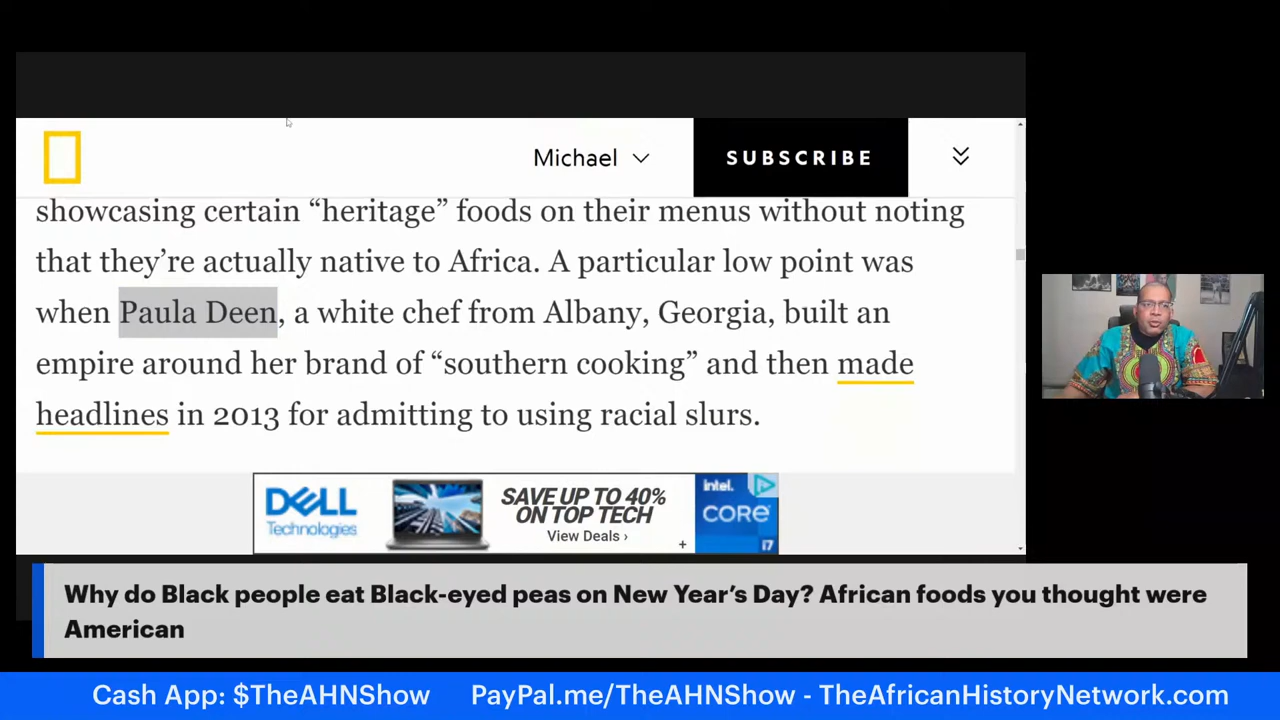 Michael
SUBSCRIBE
showcasing certain “heritage” foods on their menus without noting
that they’re actually native to Africa. A particular low point was
when Paula Deen, a white chef from Albany, Georgia, built an
empire around her brand of “southern cooking” and then made
headlines in 2013 for admitting to using racial slurs.
DELL
Technologies
SAVE UP TO 40%
ON TOP TECH
View Deals ›
intel.
CORE
i7
Why do Black people eat Black-eyed peas on New Year’s Day? African foods you thought were
American
Cash App: $TheAHNShow PayPal.me/TheAHNShow - TheAfricanHistoryNetwork.com